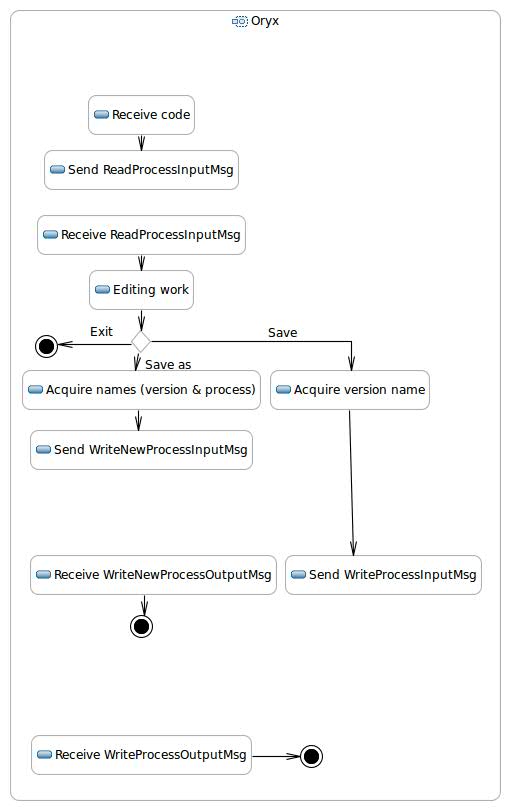 Oryx
Receive code
Send ReadProcessInputMsg
Receive ReadProcessInputMsg
Editing work
Exit
Save
Save as
Acquire names (version & process)
Acquire version name
Send WriteNewProcessInputMsg
Receive WriteNewProcessOutputMsg
Send WriteProcessInputMsg
Receive WriteProcessOutputMsg